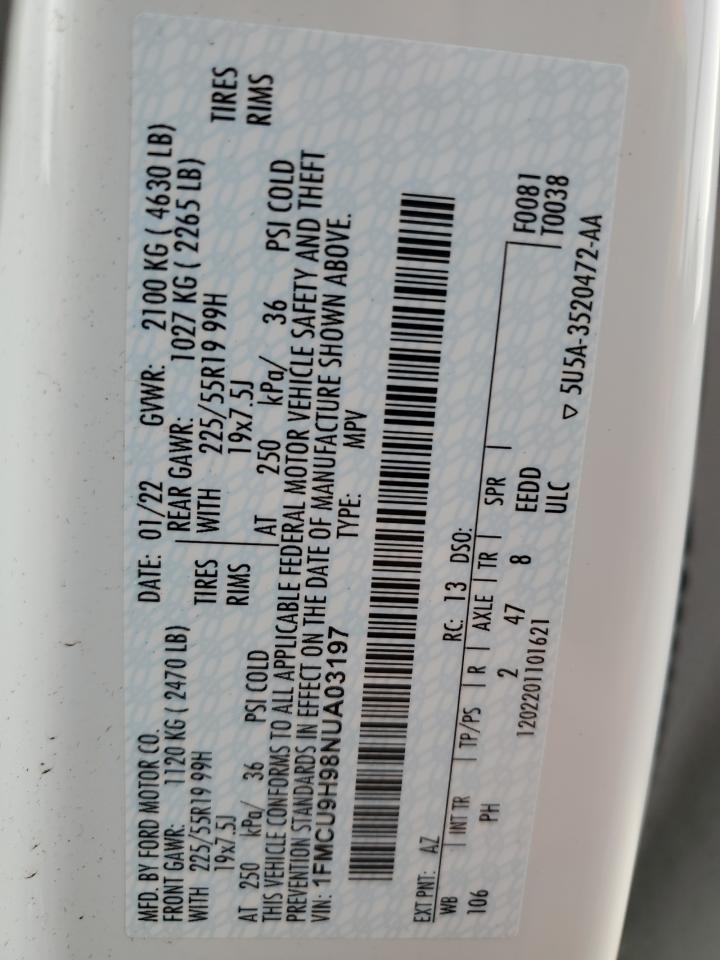 MFD. BY FORD MOTOR CO.
DATE: 01/22 GVWR: 2100 KG ( 4630 LB)
FRONT GAWR: 1120 KG ( 2470 LB)
REAR GAWR: 1027 KG ( 2265 LB)
WITH 225/55R19 99H TIRES
WITH 225/55R19 99H TIRES
19x7.5J RIMS
19x7.5J RIMS
AT 250 kPa/ 36 PSI COLD
AT 250 kPa/ 36 PSI COLD
THIS VEHICLE CONFORMS TO ALL APPLICABLE FEDERAL MOTOR VEHICLE SAFETY AND THEFT
PREVENTION STANDARDS IN EFFECT ON THE DATE OF MANUFACTURE SHOWN ABOVE.
VIN: 1FMCU9H98NUA03197
TYPE: MPV
EXT PNT: AZ RC: 13 DSO:
WB INT TR TP/PS R AXLE TR SPR F0081
106 PH 2 47 8 EEDD T0038
1202201101621 ULC
▽ 5U5A-3520472-AA